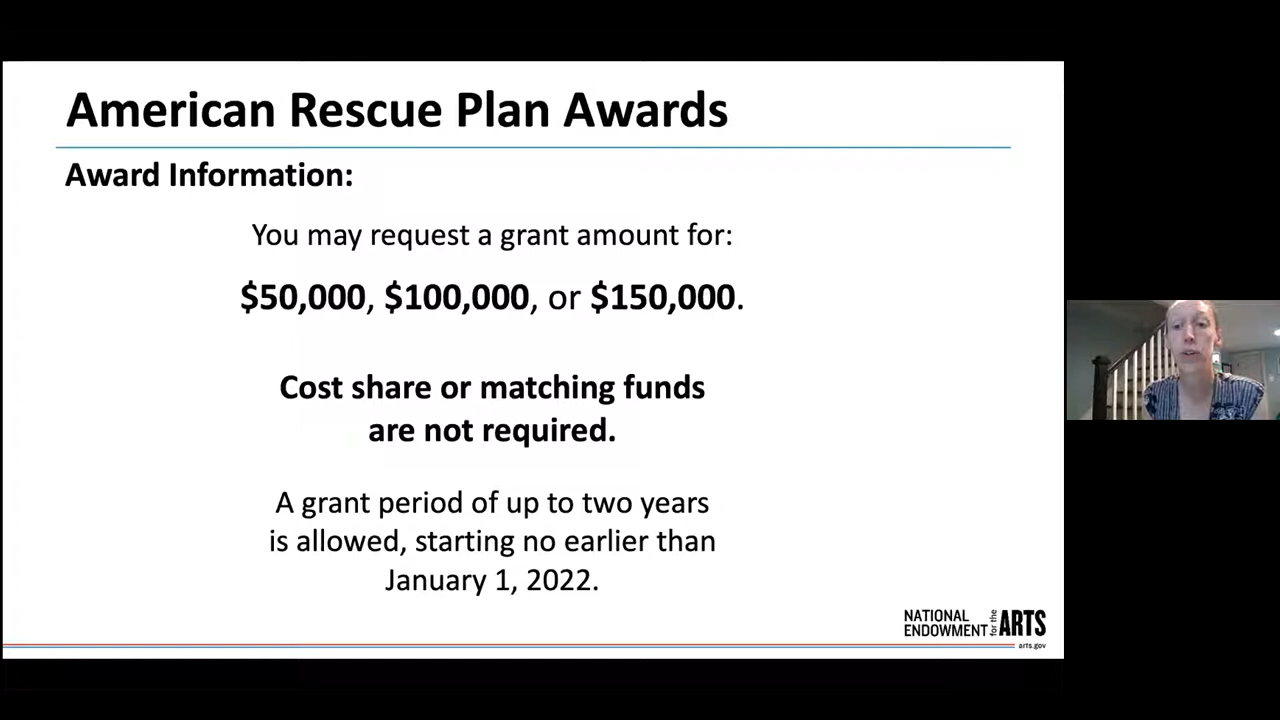 American Rescue Plan Awards
Award Information:
You may request a grant amount for:
$50,000, $100,000, or $150,000.
Cost share or matching funds
are not required.
A grant period of up to two years
is allowed, starting no earlier than
January 1, 2022.
NATIONAL
ENDOWMENT for the ARTS
arts.gov